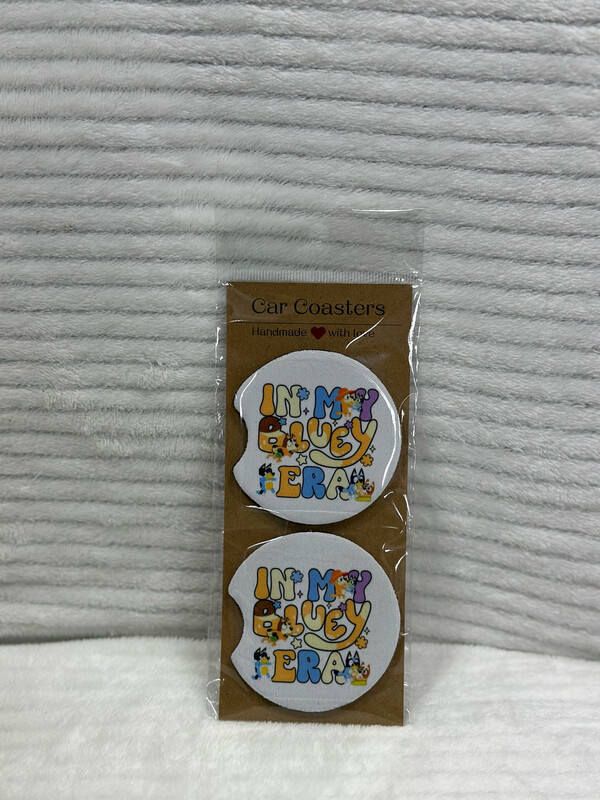 Car Coasters
Handmade ❤ with love
IN MY
BLUEY
ERA
IN MY
BLUEY
ERA